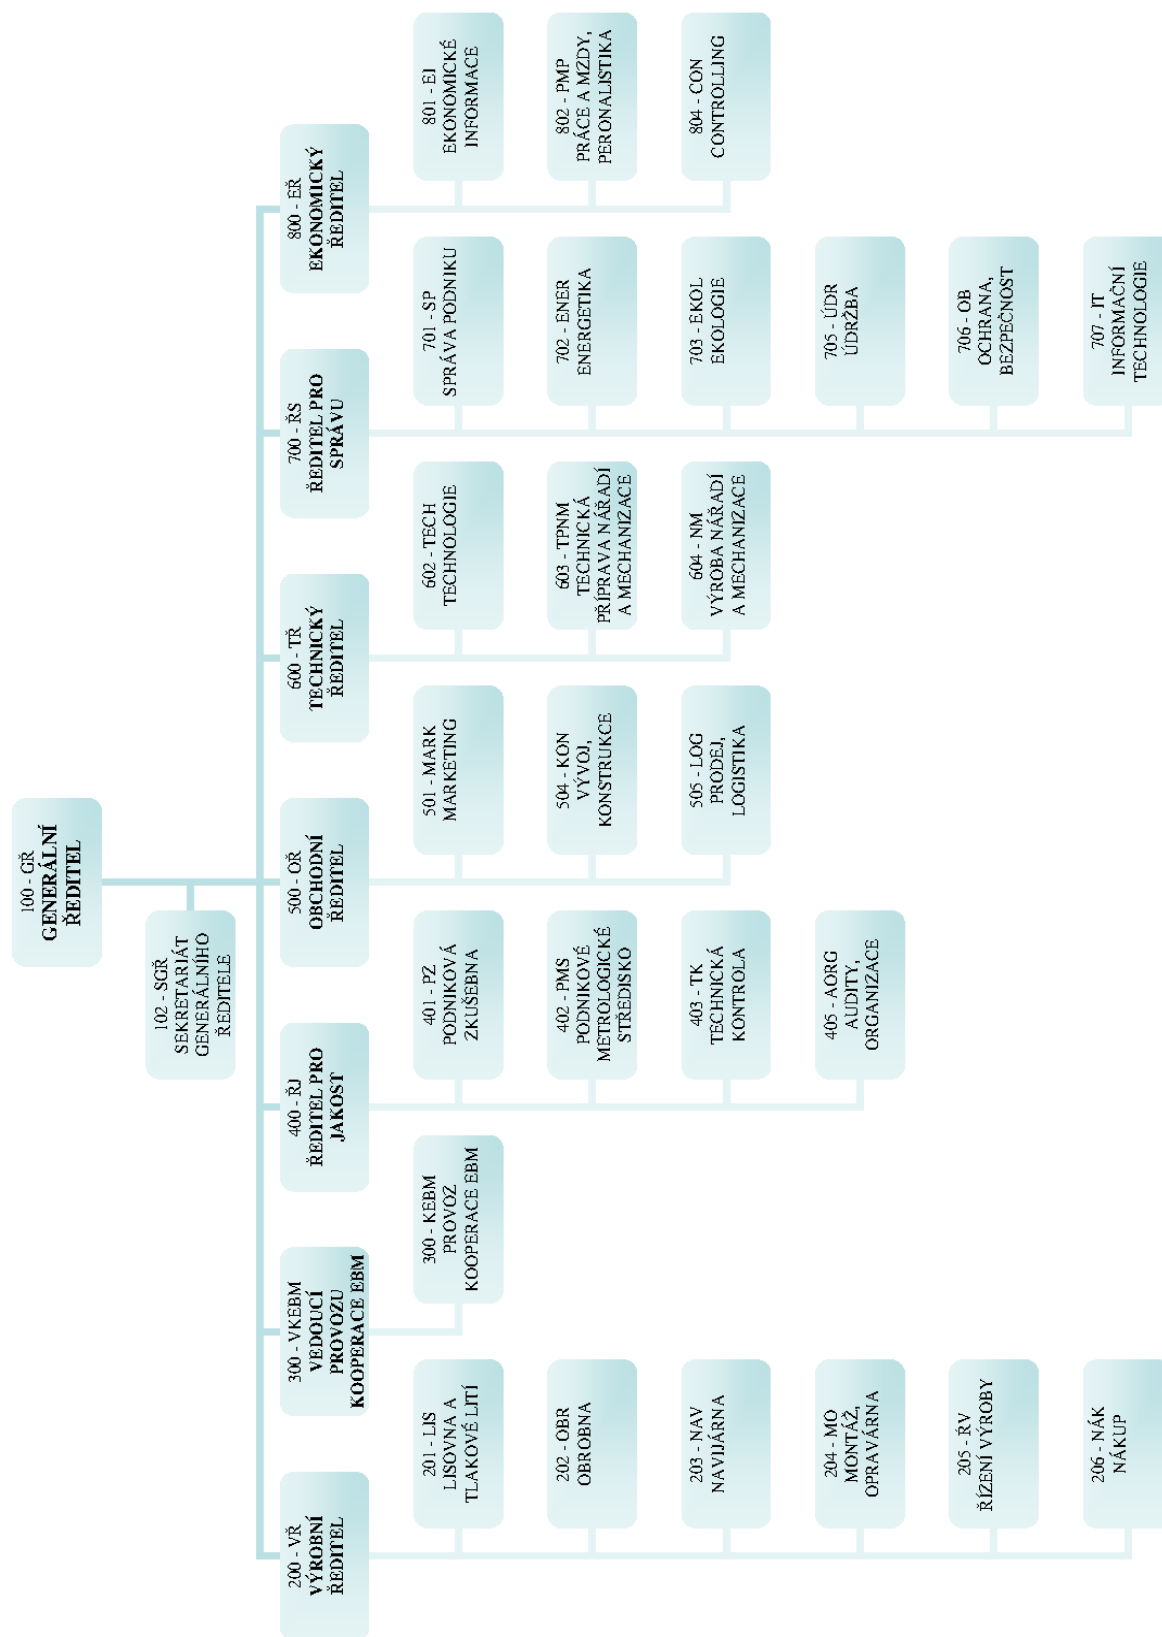 100 - GŘ
GENERÁLNÍ
ŘEDITEL
102 - SGŘ
SEKRETARIÁT
GENERÁLNÍHO
ŘEDITELE
200 - VŘ
VÝROBNÍ
ŘEDITEL
300 - VKEBM
VEDOUCÍ
PROVOZU
KOOPERACE EBM
400 - ŘJ
ŘEDITEL PRO
JAKOST
500 - OŘ
OBCHODNÍ
ŘEDITEL
600 - TŘ
TECHNICKÝ
ŘEDITEL
700 - ŘS
ŘEDITEL PRO
SPRÁVU
800 - EŘ
EKONOMICKÝ
ŘEDITEL
201 - LIS
LISOVNA A
TLAKOVÉ LITÍ
202 - OBR
OBROBNA
203 - NAV
NAVIJÁRNA
204 - MO
MONTÁŽ,
OPRAVÁRNA
205 - ŘV
ŘÍZENÍ VÝROBY
206 - NÁK
NÁKUP
300 - KEBM
PROVOZ
KOOPERACE EBM
401 - PZ
PODNIKOVÁ
ZKUŠEBNA
402 - PMS
PODNIKOVÉ
METROLOGICKÉ
STŘEDISKO
403 - TK
TECHNICKÁ
KONTROLA
405 - AORG
AUDITY,
ORGANIZACE
501 - MARK
MARKETING
504 - KON
VÝVOJ,
KONSTRUKCE
505 - LOG
PRODEJ,
LOGISTIKA
602 - TECH
TECHNOLOGIE
603 - TPNM
TECHNICKÁ
PŘÍPRAVA NÁŘADÍ
A MECHANIZACE
604 - NM
VÝROBA NÁŘADÍ
A MECHANIZACE
701 - SP
SPRÁVA PODNIKU
702 - ENER
ENERGETIKA
703 - EKOL
EKOLOGIE
705 - ÚDR
ÚDRŽBA
706 - OB
OCHRANA,
BEZPEČNOST
707 - IT
INFORMAČNÍ
TECHNOLOGIE
801 - EI
EKONOMICKÉ
INFORMACE
802 - PMP
PRÁCE A MZDY,
PERONALISTIKA
804 - CON
CONTROLLING